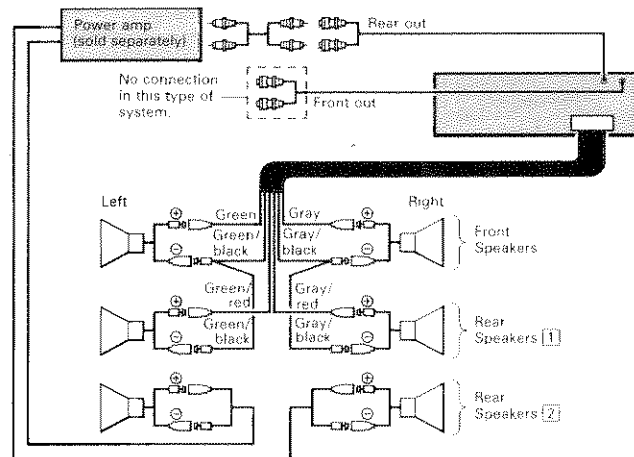 Power amp
(sold separately)
Rear out
No connection
in this type of
system.
Front out
Left
Right
⊕
Green
Gray
⊕
⊖
Green/
black
Gray/
black
⊖
Front
Speakers
⊕
Green/
red
Gray/
red
⊕
⊖
Green/
black
Gray/
black
⊖
Rear
Speakers 1
⊕
⊕
⊖
⊖
Rear
Speakers 2